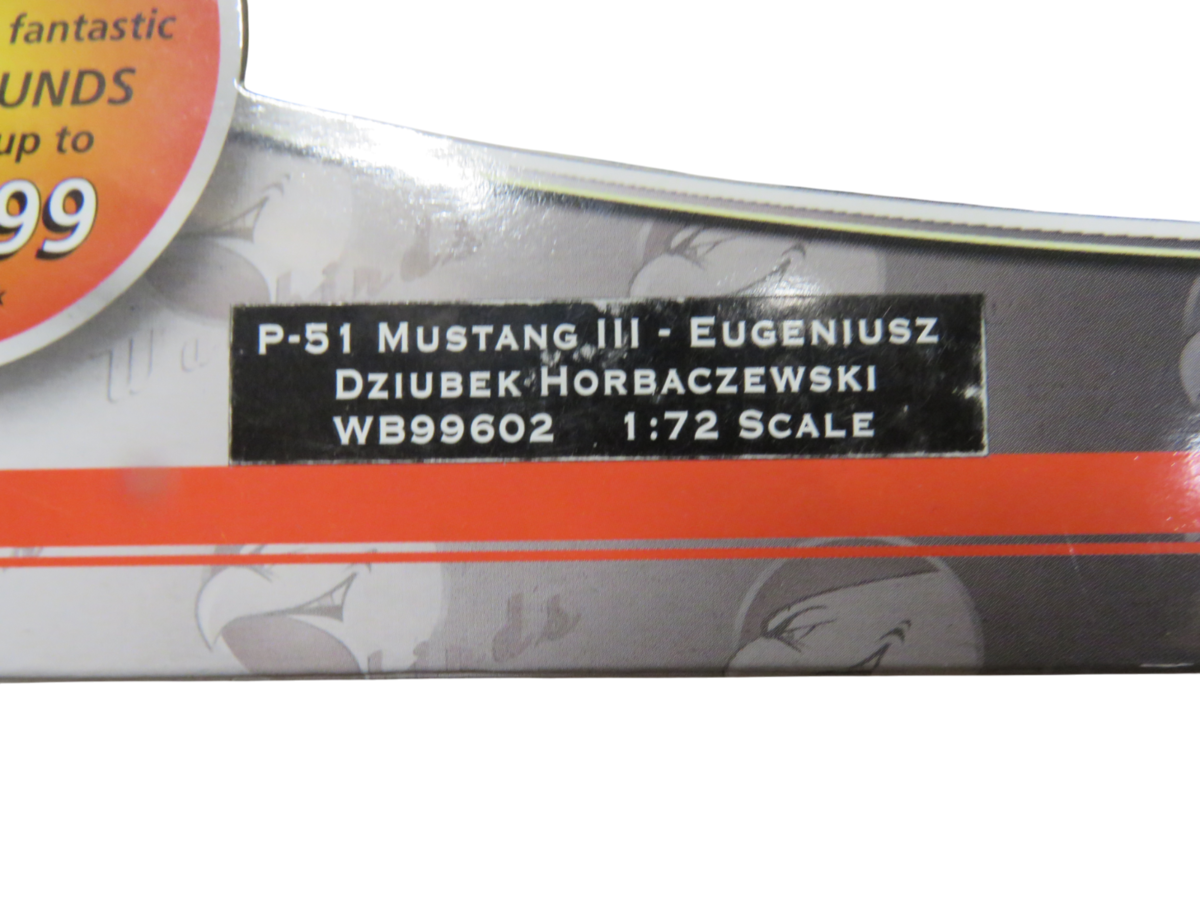 fantastic
UNDS
up to
99
P-51 MUSTANG III - EUGENIUSZ
DZIUBEK HORBACZEWSKI
WB99602 1:72 SCALE